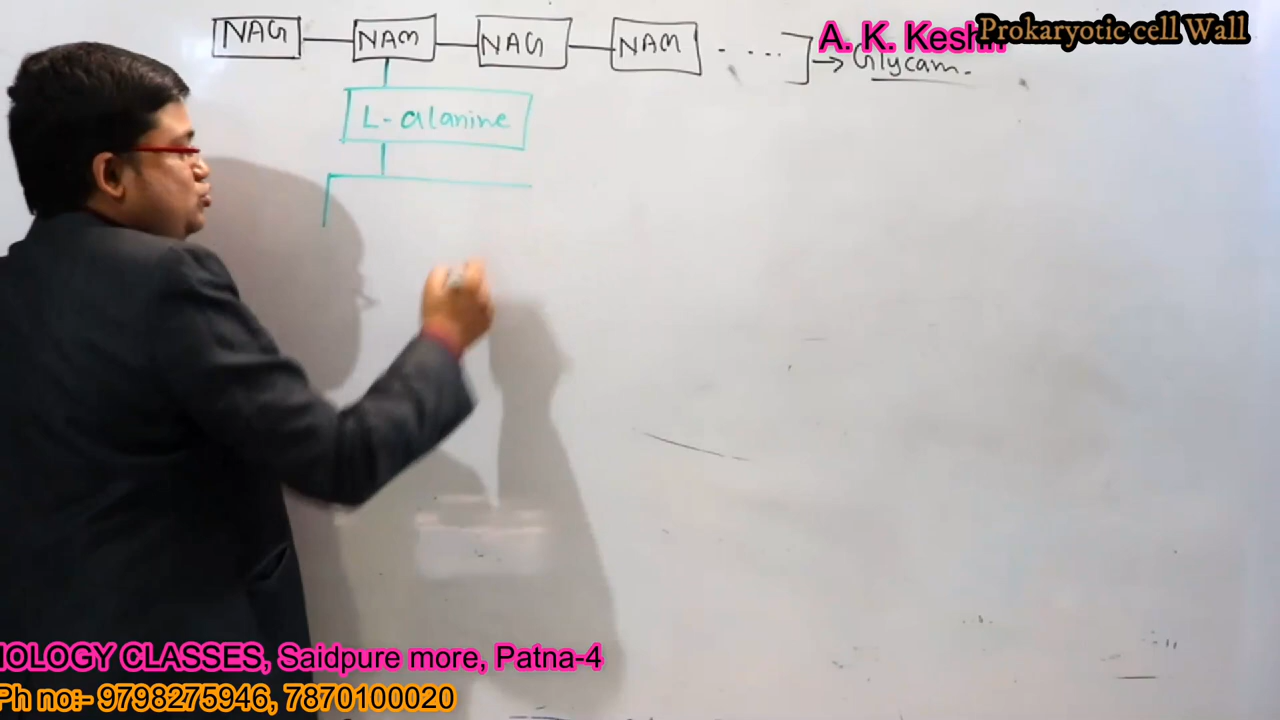 NAG NAM NAG NAM ....
A. K. Kesh
Prokaryotic cell Wall
→ Glycam.
L-alanine
IOLOGY CLASSES, Saidpure more, Patna-4
Ph no:- 9798275946, 7870100020